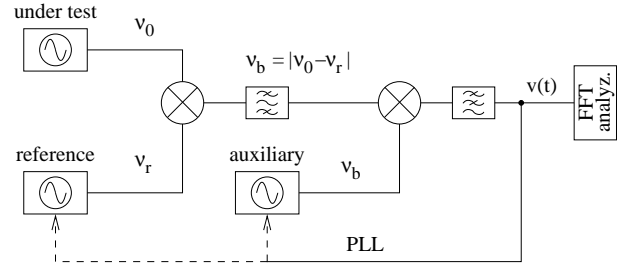 under test
ν0
νb = |ν0−νr|
v(t)
FFT
analyz.
reference
νr
auxiliary
νb
PLL